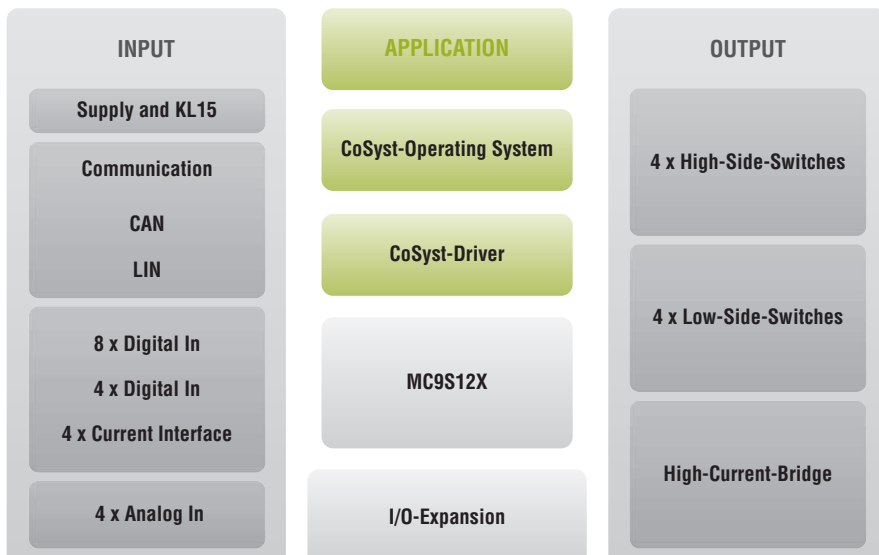 INPUT
Supply and KL15
Communication
CAN
LIN
8 x Digital In
4 x Digital In
4 x Current Interface
4 x Analog In
APPLICATION
CoSyst-Operating System
CoSyst-Driver
MC9S12X
I/O-Expansion
OUTPUT
4 x High-Side-Switches
4 x Low-Side-Switches
High-Current-Bridge